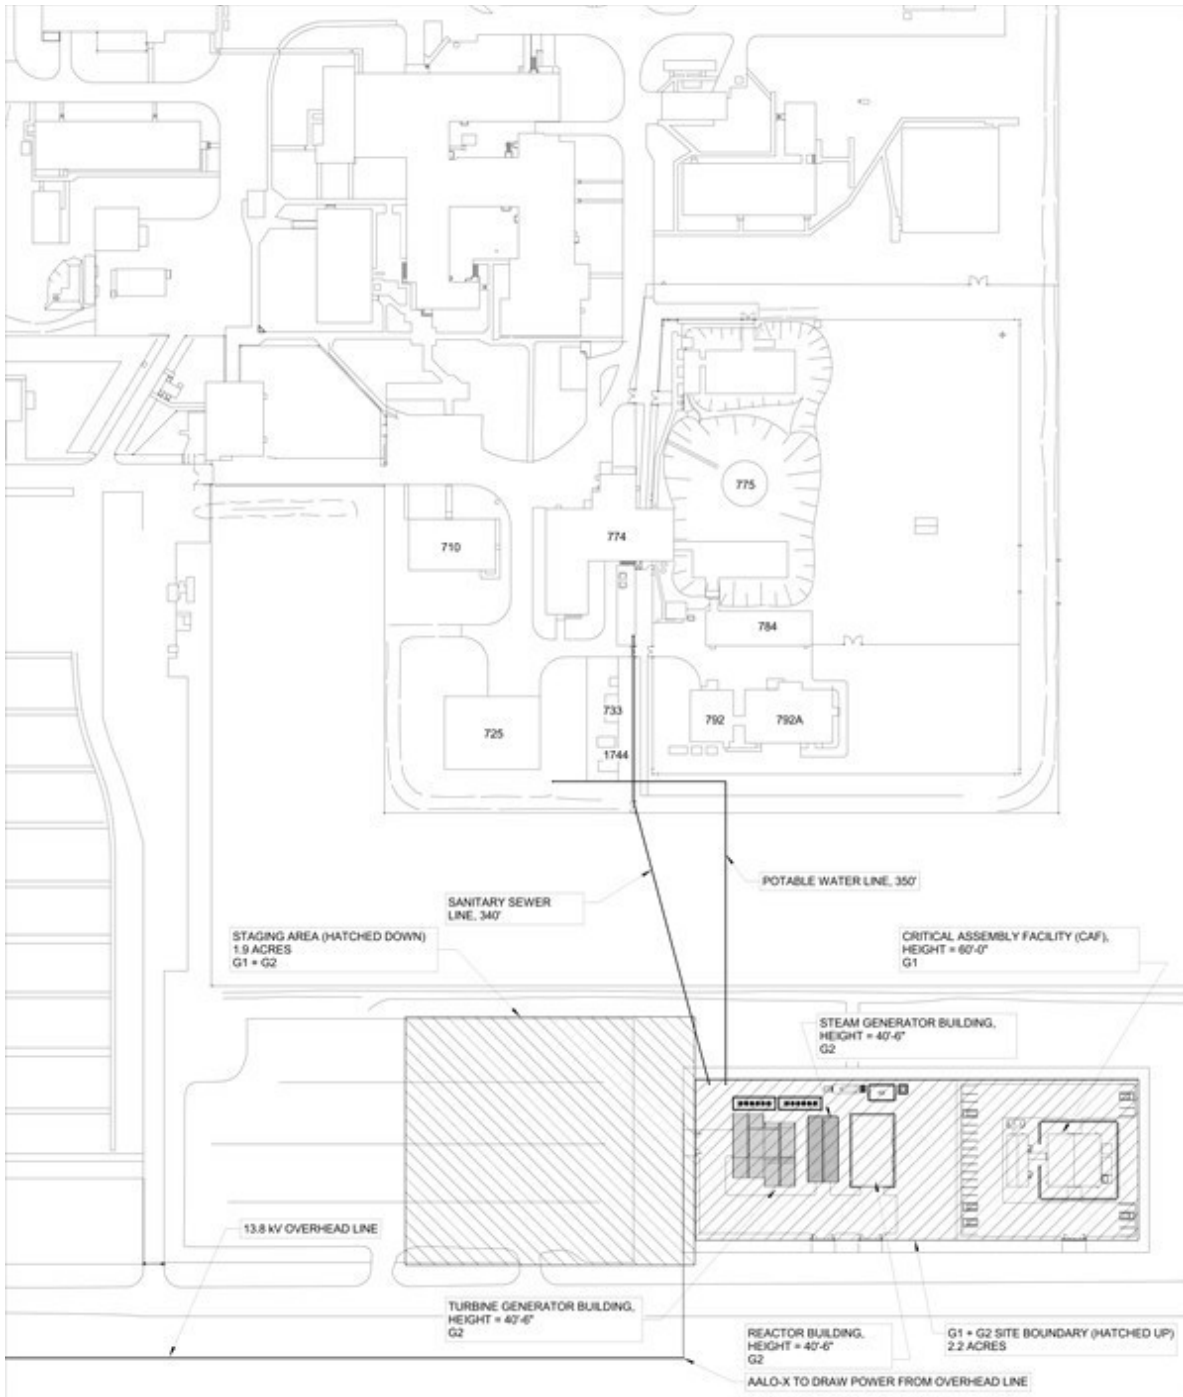 775
710
774
784
733
792
792A
725
1744
POTABLE WATER LINE, 350'
SANITARY SEWER
LINE, 340'
STAGING AREA (HATCHED DOWN)
1.9 ACRES
G1 + G2
CRITICAL ASSEMBLY FACILITY (CAF),
HEIGHT = 60'-0"
G1
STEAM GENERATOR BUILDING,
HEIGHT = 40'-6"
G2
13.8 kV OVERHEAD LINE
TURBINE GENERATOR BUILDING,
HEIGHT = 40'-6"
G2
REACTOR BUILDING,
HEIGHT = 40'-6"
G2
G1 + G2 SITE BOUNDARY (HATCHED UP)
2.2 ACRES
AALO-X TO DRAW POWER FROM OVERHEAD LINE